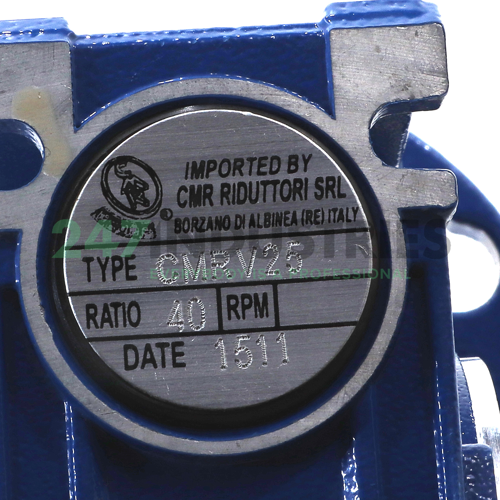 IMPORTED BY
CMR RIDUTTORI SRL
BORZANO DI ALBINEA (RE) ITALY
TYPE CMRV25
RATIO 40 RPM
DATE 1511